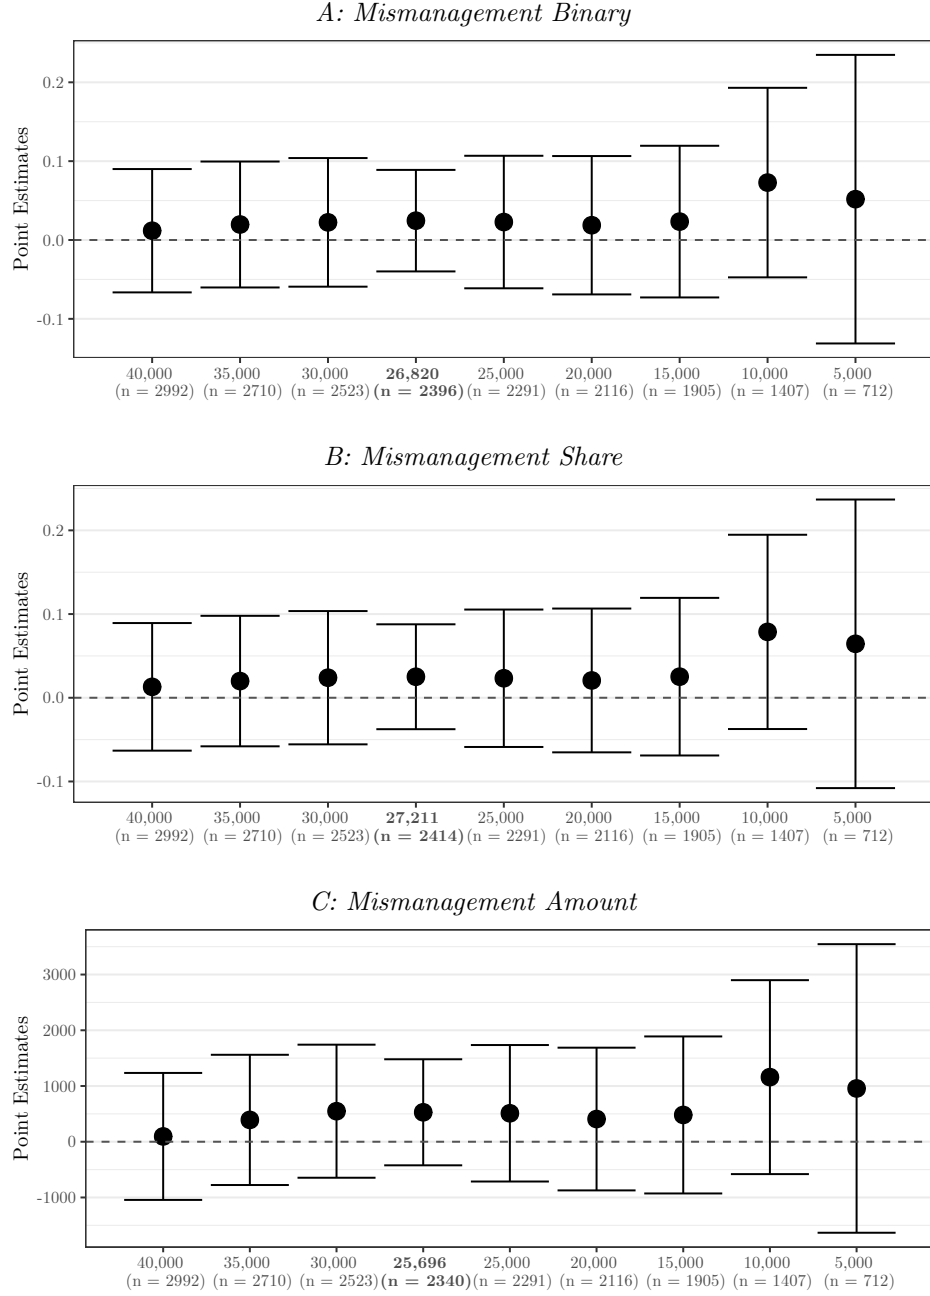 A: Mismanagement Binary
Point Estimates
0.2
0.1
0.0
-0.1
40,000 35,000 30,000 26,820 25,000 20,000 15,000 10,000 5,000
(n = 2992) (n = 2710) (n = 2523) (n = 2396) (n = 2291) (n = 2116) (n = 1905) (n = 1407) (n = 712)
B: Mismanagement Share
Point Estimates
0.2
0.1
0.0
-0.1
40,000 35,000 30,000 27,211 25,000 20,000 15,000 10,000 5,000
(n = 2992) (n = 2710) (n = 2523) (n = 2414) (n = 2291) (n = 2116) (n = 1905) (n = 1407) (n = 712)
C: Mismanagement Amount
Point Estimates
3000
2000
1000
0
-1000
40,000 35,000 30,000 25,696 25,000 20,000 15,000 10,000 5,000
(n = 2992) (n = 2710) (n = 2523) (n = 2340) (n = 2291) (n = 2116) (n = 1905) (n = 1407) (n = 712)